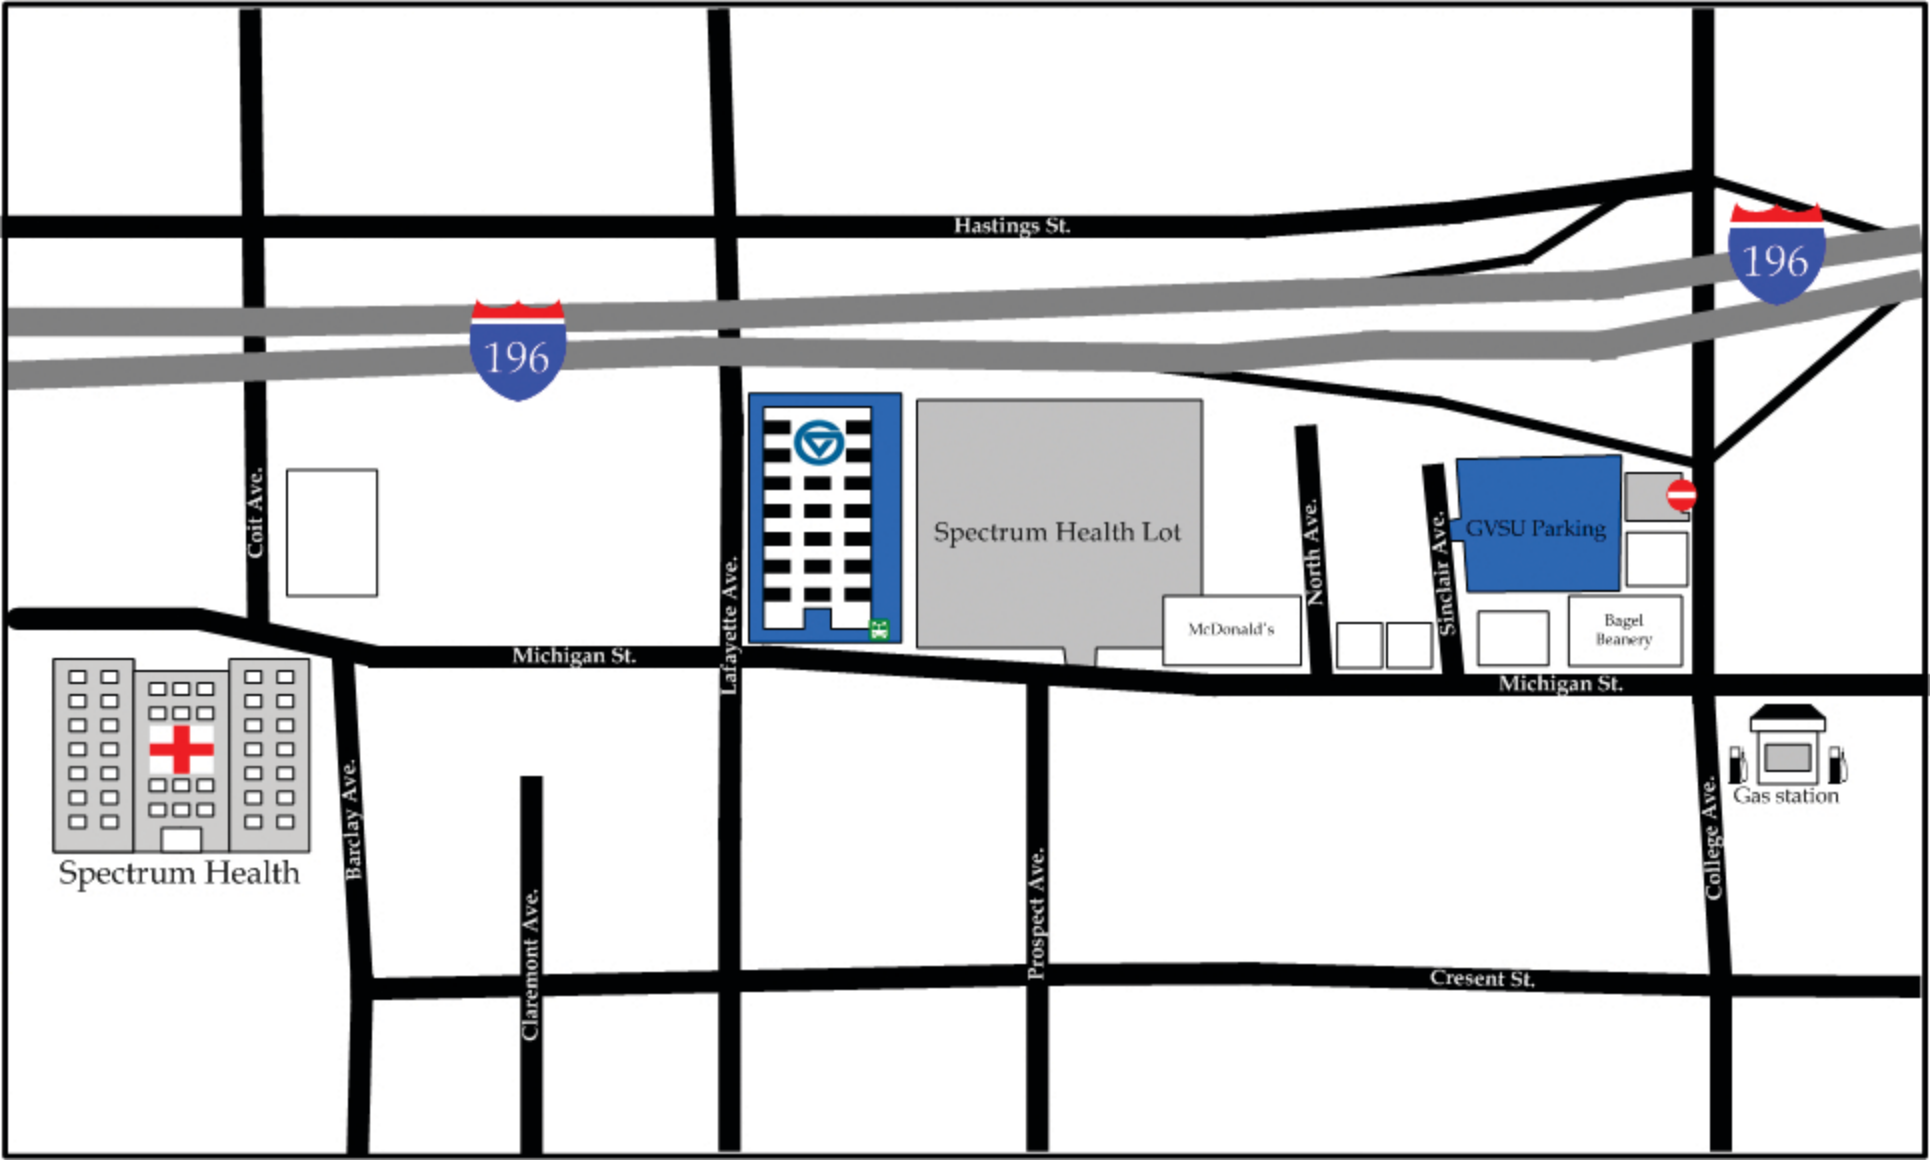 Hastings St.
196
196
Coit Ave.
Spectrum Health Lot
North Ave.
Sinclair Ave.
GVSU Parking
Lafayette Ave.
McDonald's
Bagel
Beanery
Michigan St.
Michigan St.
Gas station
Barclay Ave.
College Ave.
Spectrum Health
Claremont Ave.
Prospect Ave.
Cresent St.